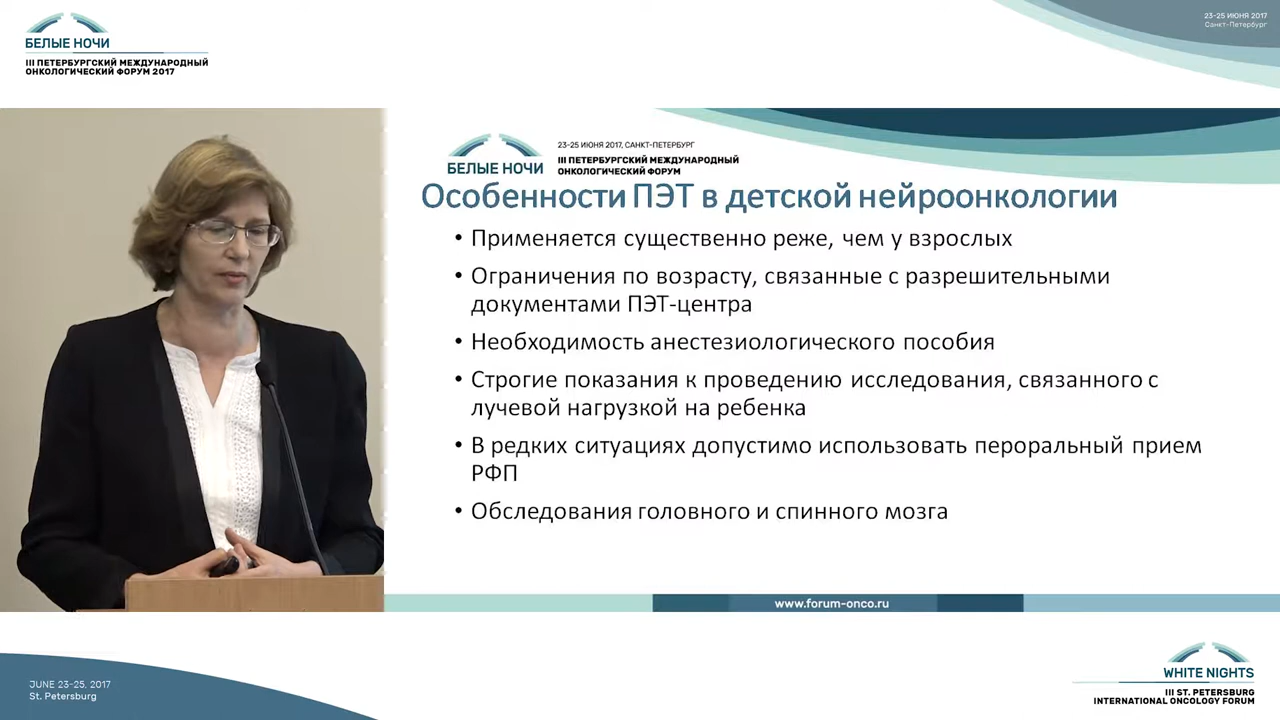 БЕЛЫЕ НОЧИ
III ПЕТЕРБУРГСКИЙ МЕЖДУНАРОДНЫЙ
ОНКОЛОГИЧЕСКИЙ ФОРУМ 2017
23-25 ИЮНЯ 2017
Санкт-Петербург
БЕЛЫЕ НОЧИ
23-25 ИЮНЯ 2017, САНКТ-ПЕТЕРБУРГ
III ПЕТЕРБУРГСКИЙ МЕЖДУНАРОДНЫЙ
ОНКОЛОГИЧЕСКИЙ ФОРУМ
Особенности ПЭТ в детской нейроонкологии
• Применяется существенно реже, чем у взрослых
• Ограничения по возрасту, связанные с разрешительными
документами ПЭТ-центра
• Необходимость анестезиологического пособия
• Строгие показания к проведению исследования, связанного с
лучевой нагрузкой на ребенка
• В редких ситуациях допустимо использовать пероральный прием
РФП
• Обследования головного и спинного мозга
www.forum-onco.ru
JUNE 23-25, 2017
St. Petersburg
WHITE NIGHTS
III ST. PETERSBURG
INTERNATIONAL ONCOLOGY FORUM